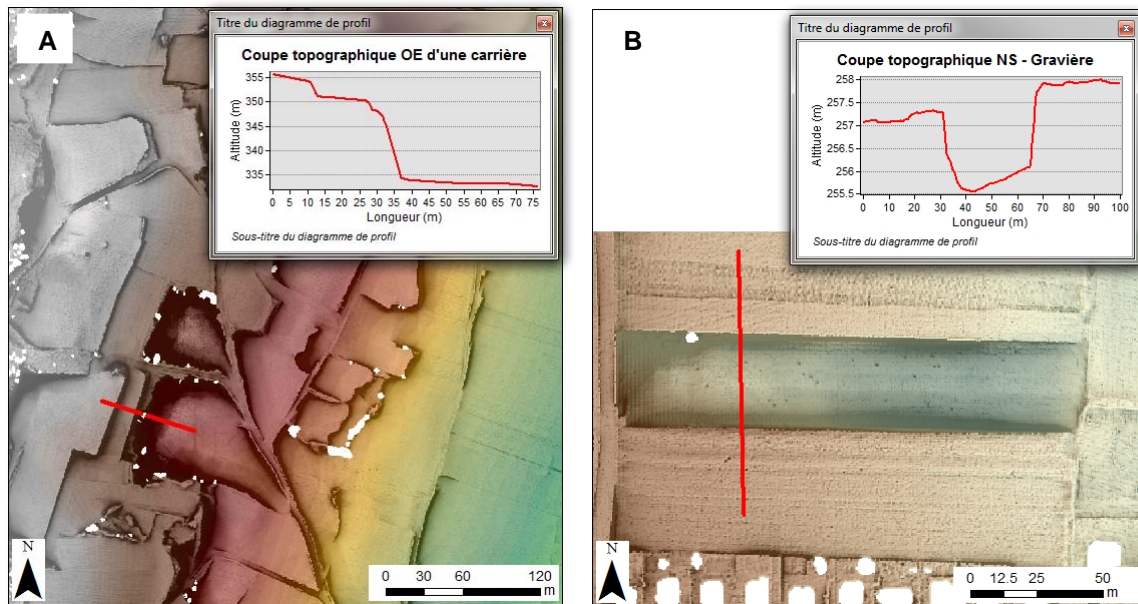 A
Titre du diagramme de profil
Coupe topographique OE d'une carrière
355
350
345
340
335
Altitude (m)
0 5 10 15 20 25 30 35 40 45 50 55 60 65 70 75
Longueur (m)
Sous-titre du diagramme de profil
N
0 30 60 120
m
B
Titre du diagramme de profil
Coupe topographique NS - Gravière
258
257.5
257
256.5
256
255.5
Altitude (m)
0 10 20 30 40 50 60 70 80 90 100
Longueur (m)
Sous-titre du diagramme de profil
N
0 12.5 25 50
m